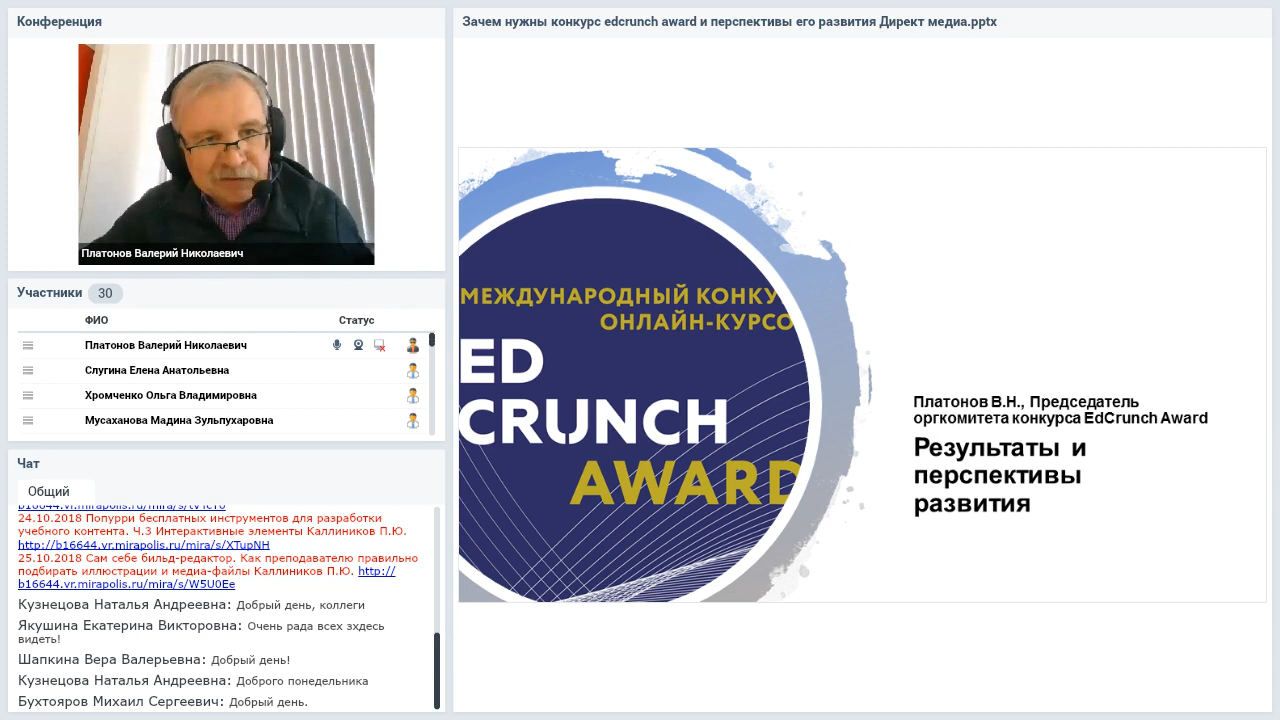 Конференция
Платонов Валерий Николаевич
Участники 30
ФИО Статус
Платонов Валерий Николаевич
Слугина Елена Анатольевна
Хромченко Ольга Владимировна
Мусаханова Мадина Зульпухаровна
Чат
Общий
24.10.2018 Попурри бесплатных инструментов для разработки
учебного контента. Ч.3 Интерактивные элементы Каллиников П.Ю.
http://b16644.vr.mirapolis.ru/mira/s/XTupNH
25.10.2018 Сам себе бильд-редактор. Как преподавателю правильно
подбирать иллюстрации и медиа-файлы Каллиников П.Ю. http://
b16644.vr.mirapolis.ru/mira/s/W5U0Ee
Кузнецова Наталья Андреевна: Добрый день, коллеги
Якушина Екатерина Викторовна: Очень рада всех зхдесь
видеть!
Шапкина Вера Валерьевна: Добрый день!
Кузнецова Наталья Андреевна: Доброго понедельника
Бухтояров Михаил Сергеевич: Добрый день.
Зачем нужны конкурс edcrunch award и перспективы его развития Директ медиа.pptx
МЕЖДУНАРОДНЫЙ КОНКУ
ОНЛАЙН-КУРСО
ED
CRUNCH
AWARD
Платонов В.Н., Председатель
оргкомитета конкурса EdCrunch Award
Результаты и
перспективы
развития